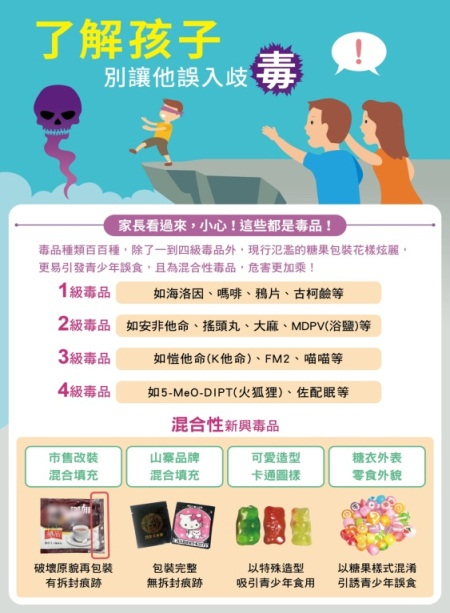 了解孩子
別讓他誤入歧毒
!
家長看過來，小心！這些都是毒品！
毒品種類百百種，除了一到四級毒品外，現行氾濫的糖果包裝花樣炫麗，
更易引發青少年誤食，且為混合性毒品，危害更加乘！
1級毒品 如海洛因、嗎啡、鴉片、古柯鹼等
2級毒品 如安非他命、搖頭丸、大麻、MDPV(浴鹽)等
3級毒品 如愷他命(K他命)、FM2、喵喵等
4級毒品 如5-MeO-DIPT(火狐狸)、佐配眠等
混合性新興毒品
市售改裝 山寨品牌 可愛造型 糖衣外表
混合填充 混合填充 卡通圖樣 零食外貌
破壞原貌再包裝 包裝完整 以特殊造型 以糖果樣式混淆
有拆封痕跡 無拆封痕跡 吸引青少年食用 引誘青少年誤食